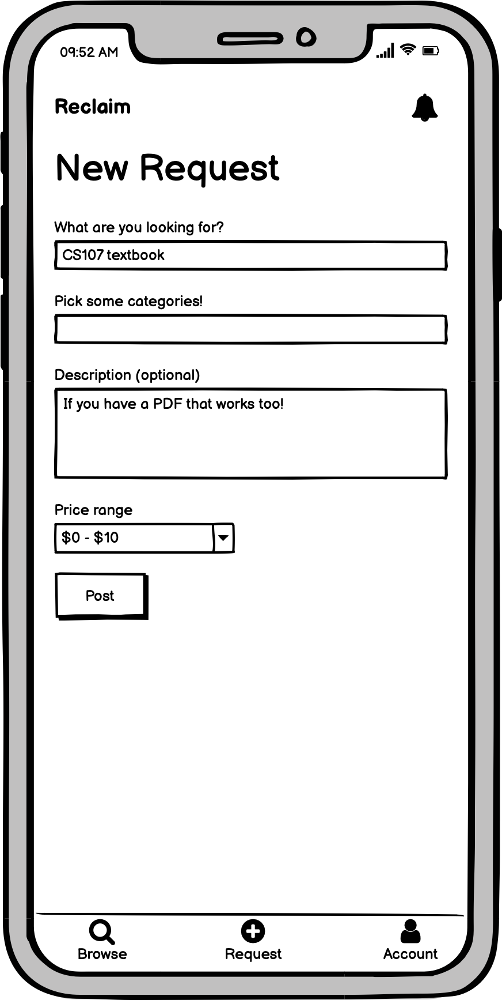 09:52 AM
Reclaim
New Request
What are you looking for?
CS107 textbook
Pick some categories!
Description (optional)
If you have a PDF that works too!
Price range
$0 - $10
Post
Browse
Request
Account